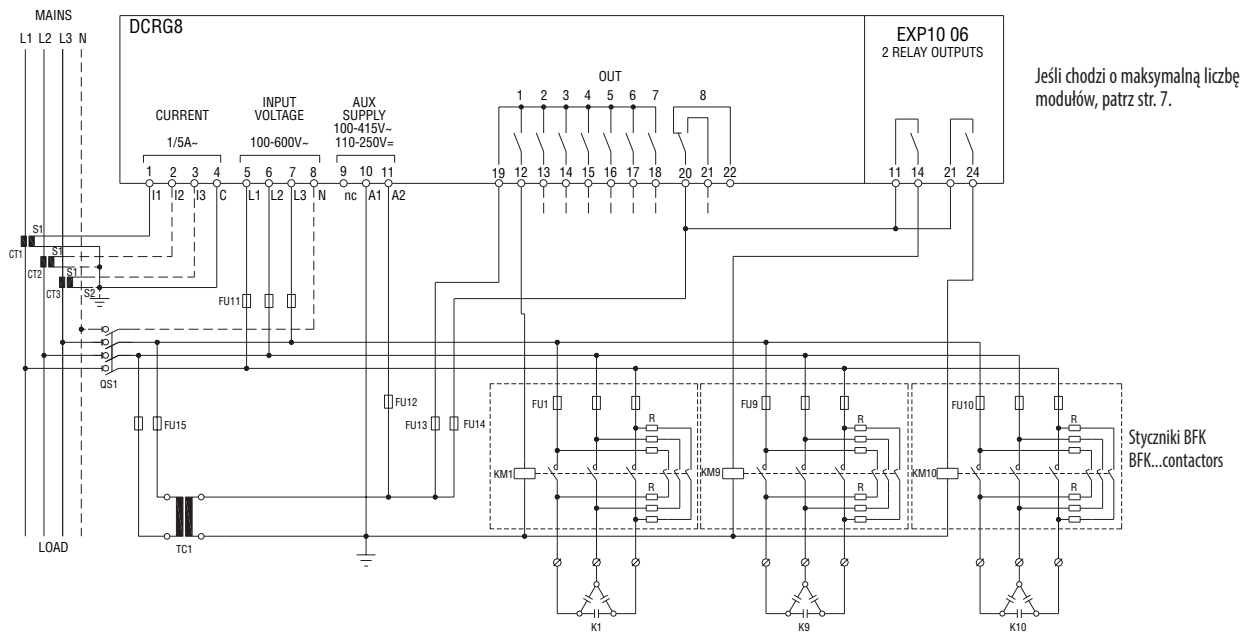 MAINS
L1 L2 L3 N
DCRG8
EXP10 06
2 RELAY OUTPUTS
Jeśli chodzi o maksymalną liczbę
modułów, patrz str. 7.
CURRENT
1/5A~
INPUT
VOLTAGE
100-600V~
AUX
SUPPLY
100-415V~
110-250V=
OUT
1 2 3 4 5 6 7 8
1 2 3 4 5 6 7 8 9 10 11 19 12 13 14 15 16 17 18 20 21 22 11 14 21 24
I1 I2 I3 C L1 L2 L3 N nc A1 A2
S1
CT1
S1
CT2
S1
CT3
S2
FU11
QS1
FU15
FU12
FU13
FU14
FU1
R
FU9
R
FU10
R
Styczniki BFK
BFK...contactors
KM1
KM9
KM10
R
R
R
TC1
LOAD
K1
K9
K10